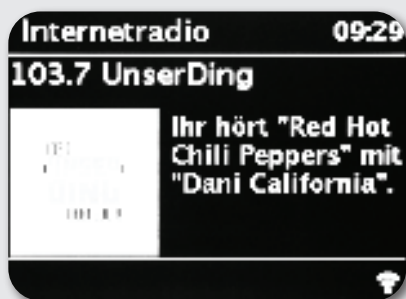 Internetradio 09:29
103.7 UnserDing
Ihr hört "Red Hot
Chili Peppers" mit
"Dani California".